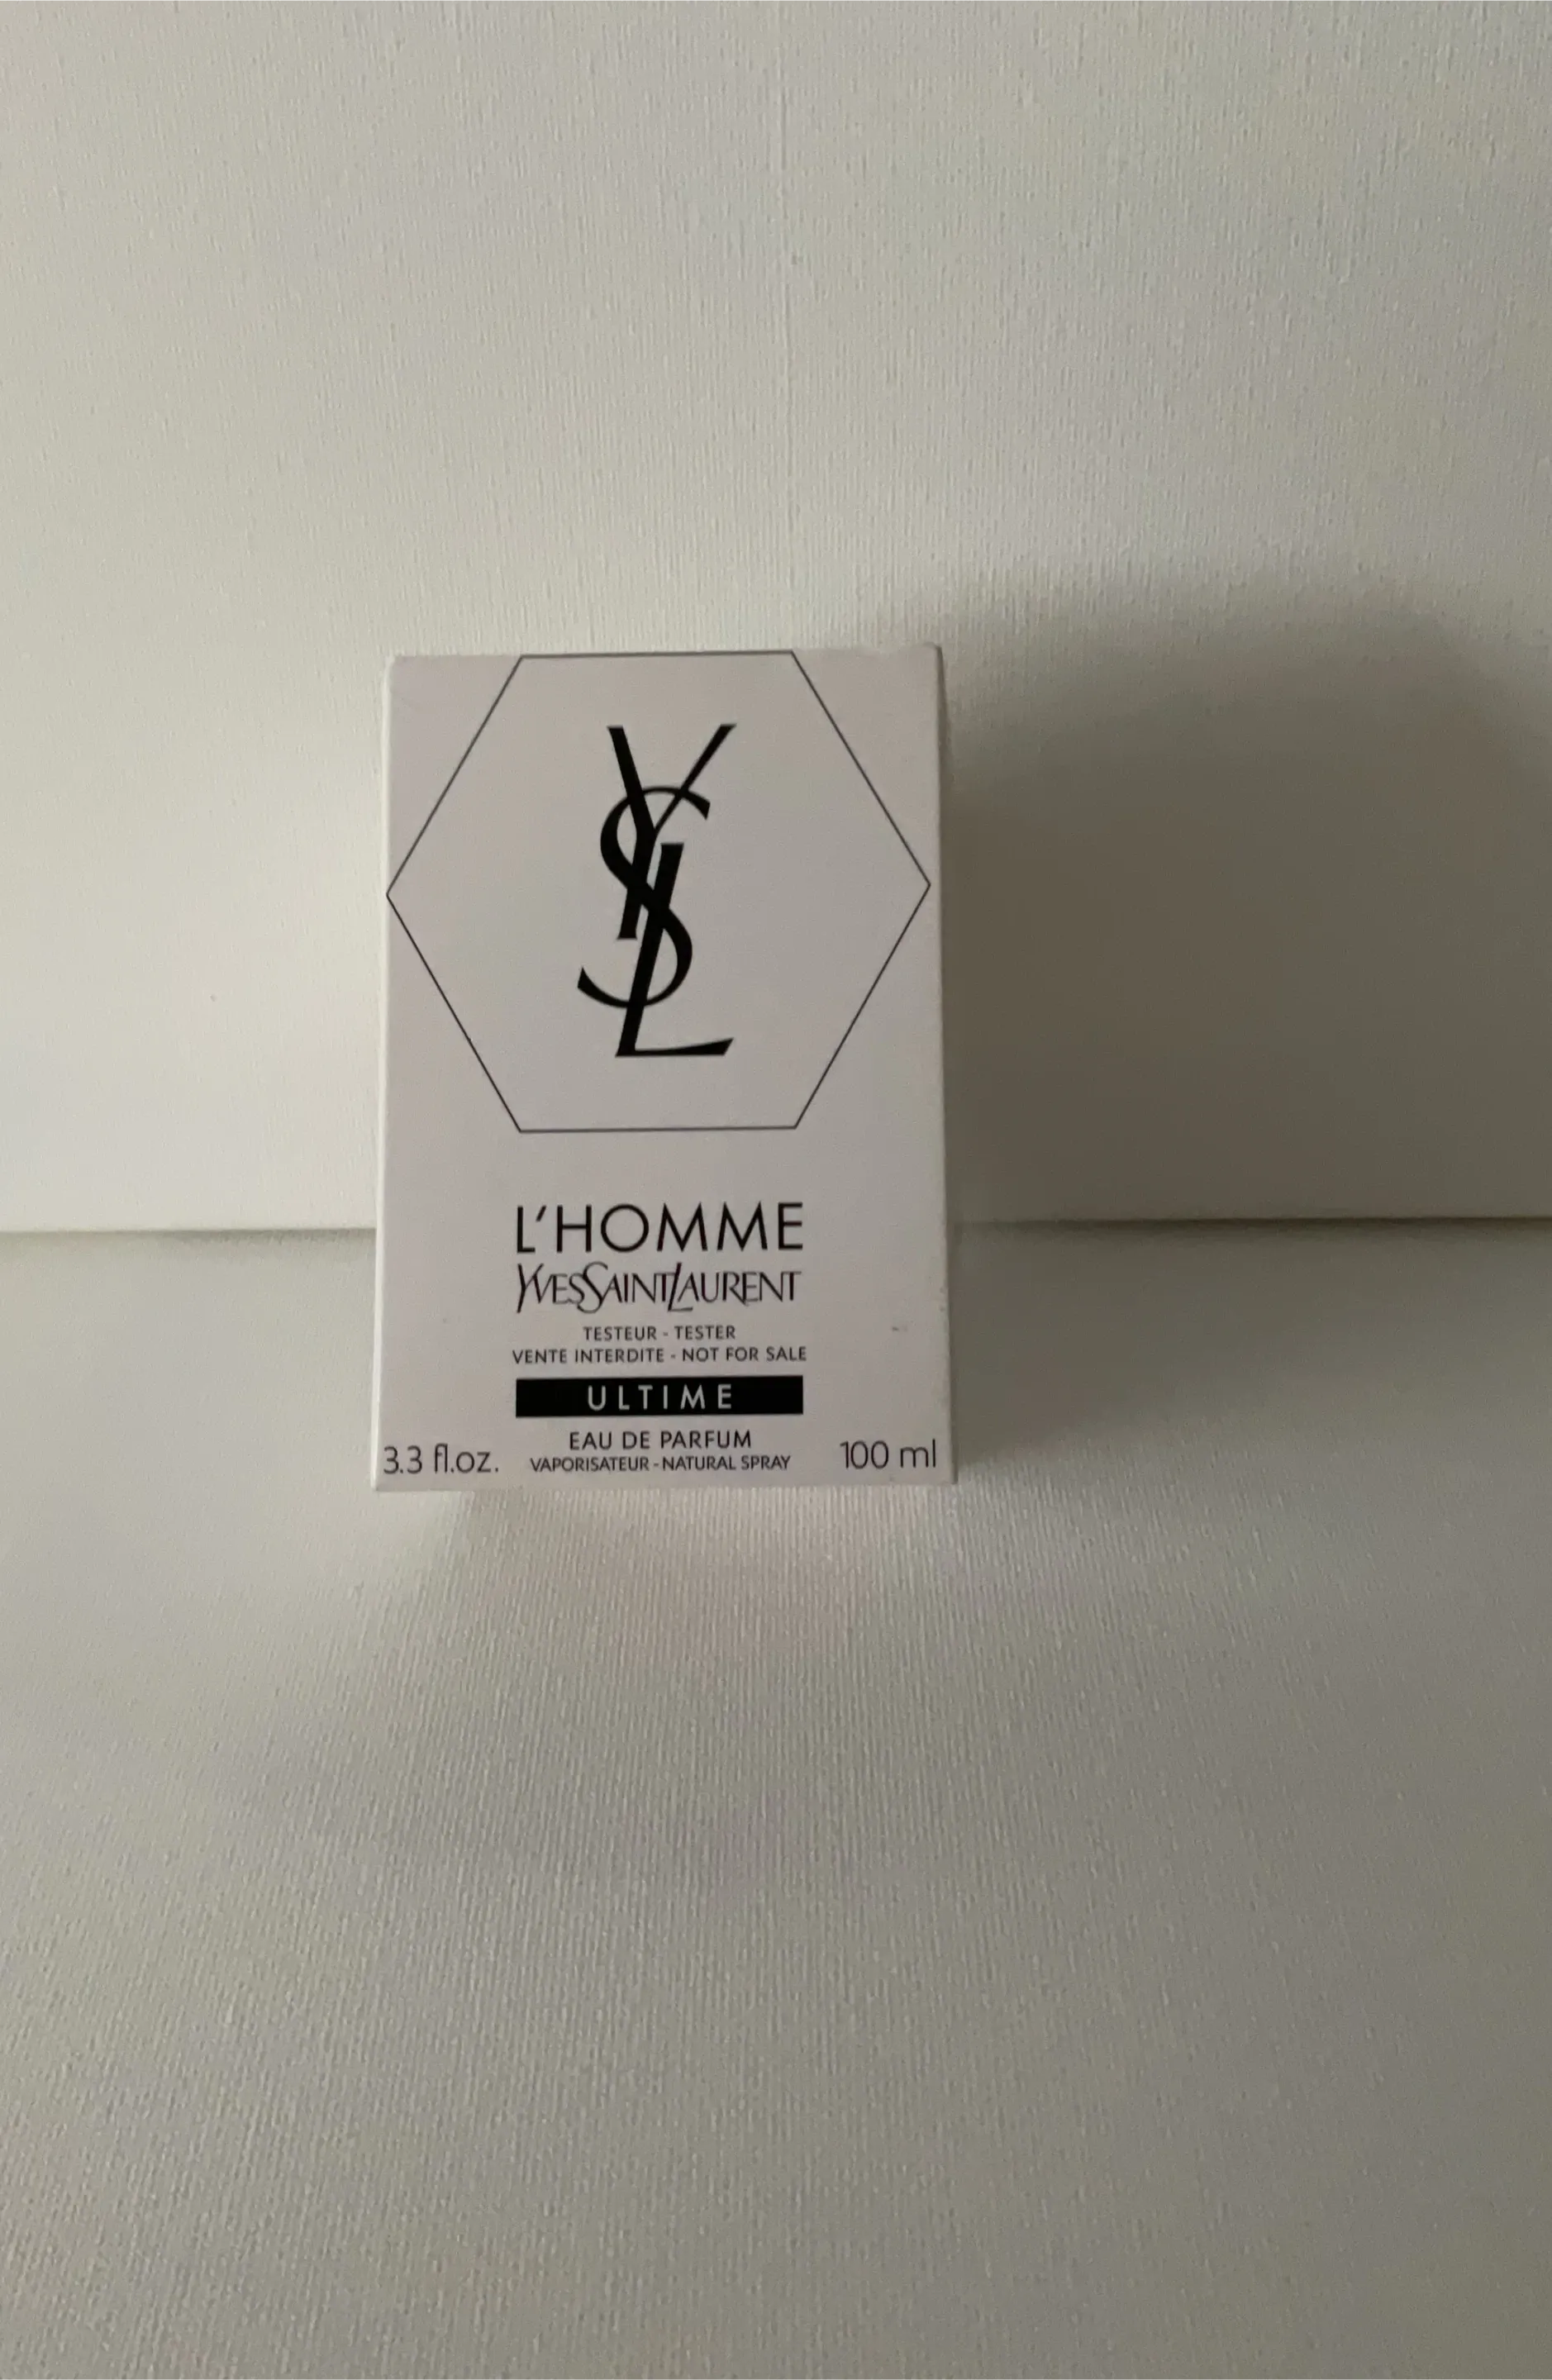 YSL
L'HOMME
YVESSAINTLAURENT
TESTEUR - TESTER
VENTE INTERDITE - NOT FOR SALE
ULTIME
EAU DE PARFUM
3.3 fl.oz. VAPORISATEUR - NATURAL SPRAY 100 ml